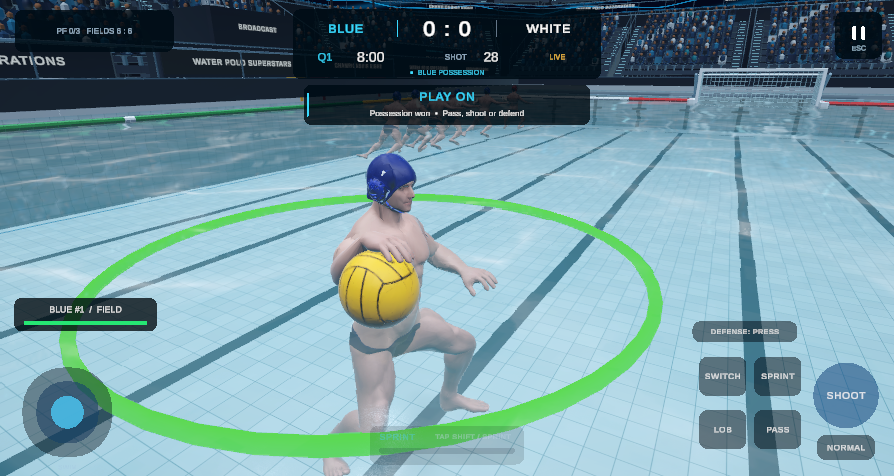 PF 0/3 FIELDS 6 : 6
BROADCAST
RATIONS
WATER POLO SUPERSTARS
BLUE 0 : 0 WHITE
Q1 8:00 SHOT 28 LIVE
• BLUE POSSESSION
ESC
PLAY ON
Possession won • Pass, shoot or defend
BLUE #1 / FIELD
DEFENSE: PRESS
SWITCH SPRINT
SHOOT
LOB PASS
NORMAL
SPRINT